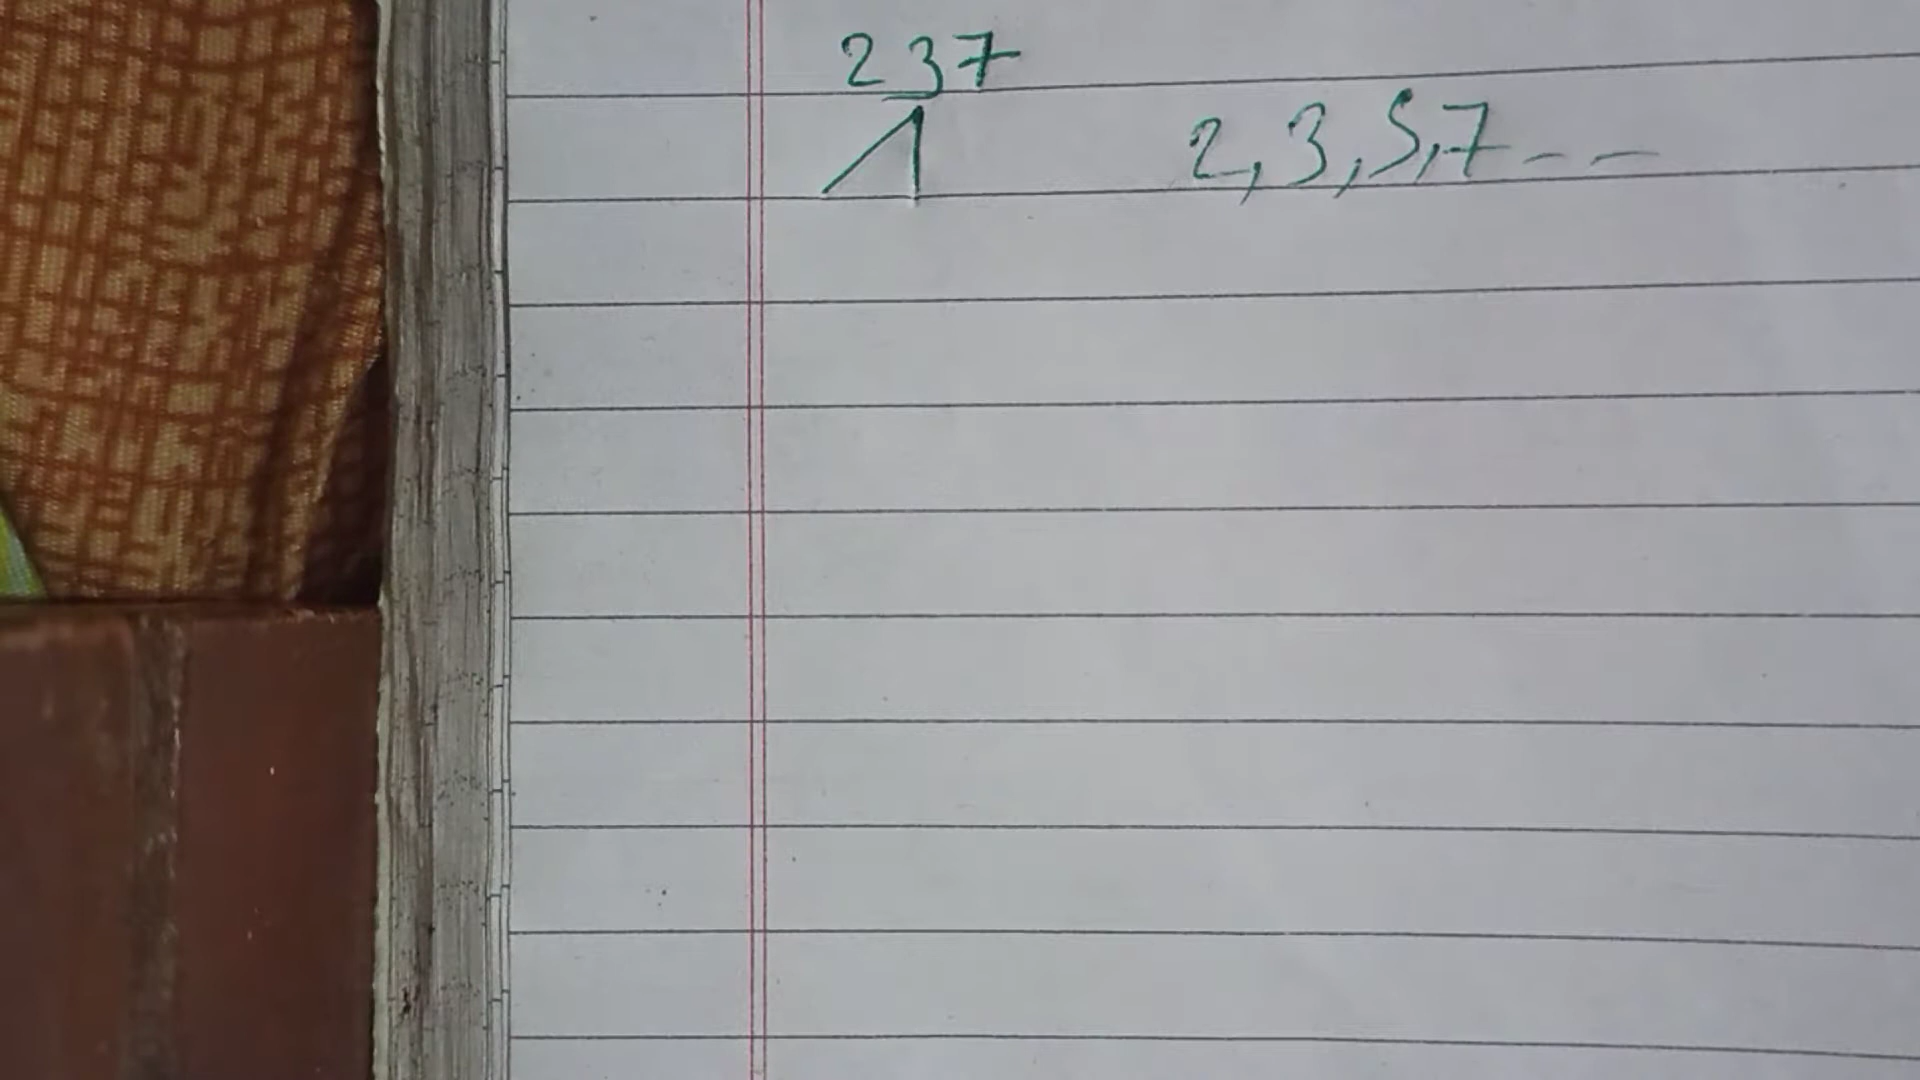 237
2, 3, 5, 7 - -